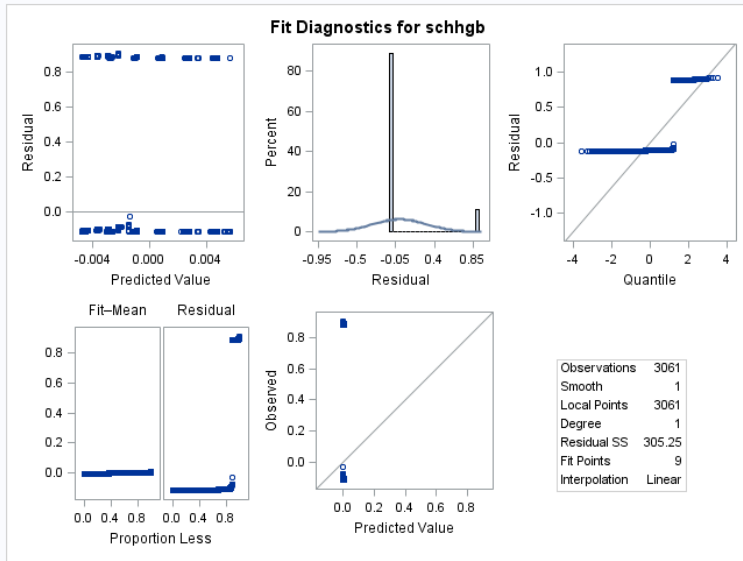 Fit Diagnostics for schhgb
Residual
0.8
0.6
0.4
0.2
0.0
-0.004 0.000 0.004
Predicted Value
Percent
80
60
40
20
0
-0.95 -0.5 -0.05 0.4 0.85
Residual
Residual
1.0
0.5
0.0
-0.5
-1.0
-4 -2 0 2 4
Quantile
Fit–Mean Residual
0.8
0.6
0.4
0.2
0.0
0.0 0.4 0.8 0.0 0.4 0.8
Proportion Less
Observed
0.8
0.6
0.4
0.2
0.0
0.0 0.2 0.4 0.6 0.8
Predicted Value
Observations 3061
Smooth 1
Local Points 3061
Degree 1
Residual SS 305.25
Fit Points 9
Interpolation Linear